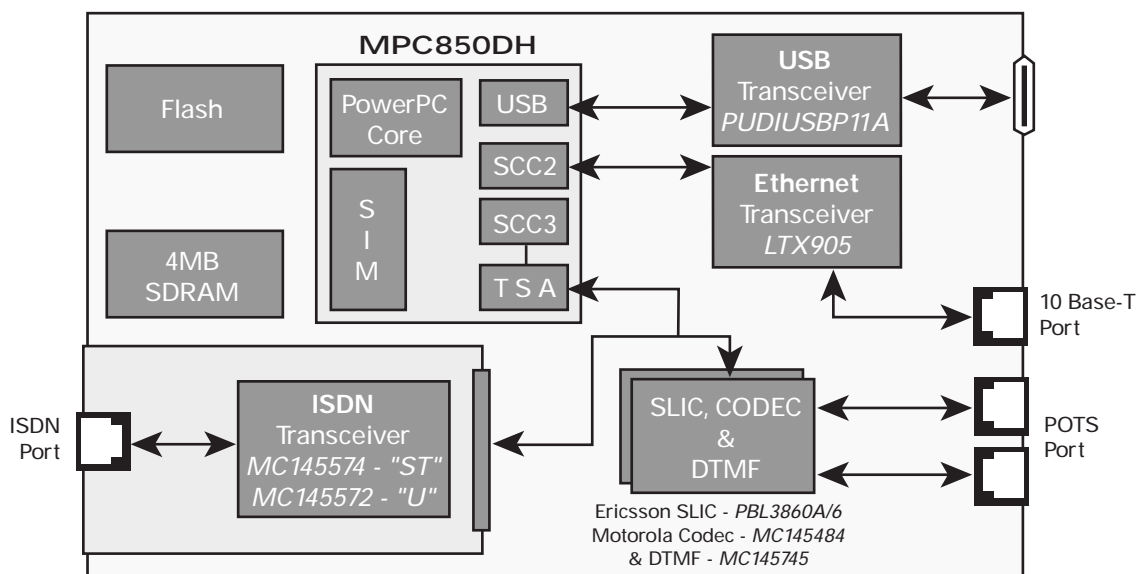 MPC850DH
Flash
PowerPC
Core
USB
USB
Transceiver
PUDIUSBP11A
SCC2
Ethernet
Transceiver
LTX905
S
I
M
SCC3
4MB
SDRAM
T S A
10 Base-T
Port
ISDN
Port
ISDN
Transceiver
MC145574 - "ST"
MC145572 - "U"
SLIC, CODEC
&
DTMF
POTS
Port
Ericsson SLIC - PBL3860A/6
Motorola Codec - MC145484
& DTMF - MC145745